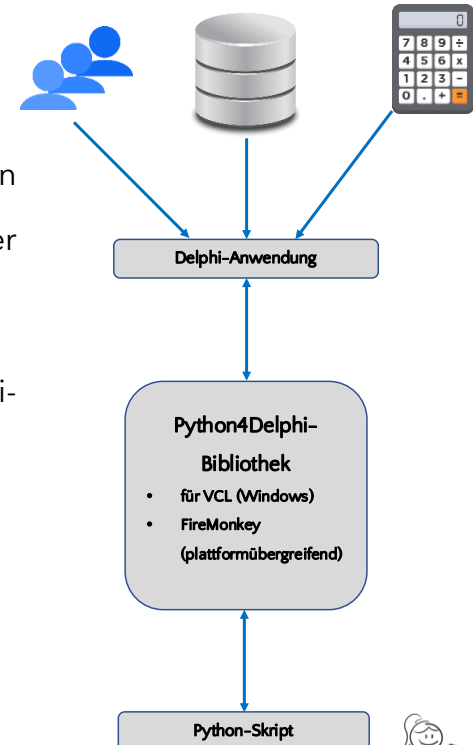 0
7 8 9 ÷
4 5 6 x
1 2 3 −
0 . + =
n
er
Delphi-Anwendung
i-
Python4Delphi-
Bibliothek
• für VCL (Windows)
• FireMonkey
(plattformübergreifend)
Python-Skript